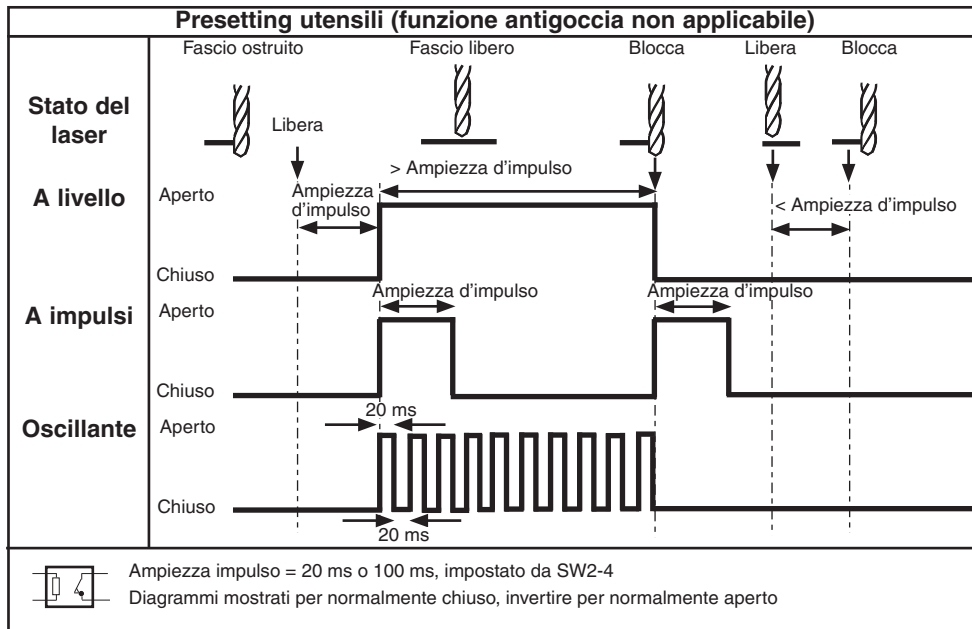 Presetting utensili (funzione antigoccia non applicabile)
Fascio ostruito
Fascio libero
Blocca
Libera
Blocca
Stato del
laser
Libera
> Ampiezza d'impulso
A livello
Aperto
Ampiezza
d'impulso
< Ampiezza d'impulso
Chiuso
Ampiezza d'impulso
Ampiezza d'impulso
A impulsi
Aperto
Chiuso
20 ms
Oscillante
Aperto
Chiuso
20 ms
Ampiezza impulso = 20 ms o 100 ms, impostato da SW2-4
Diagrammi mostrati per normalmente chiuso, invertire per normalmente aperto